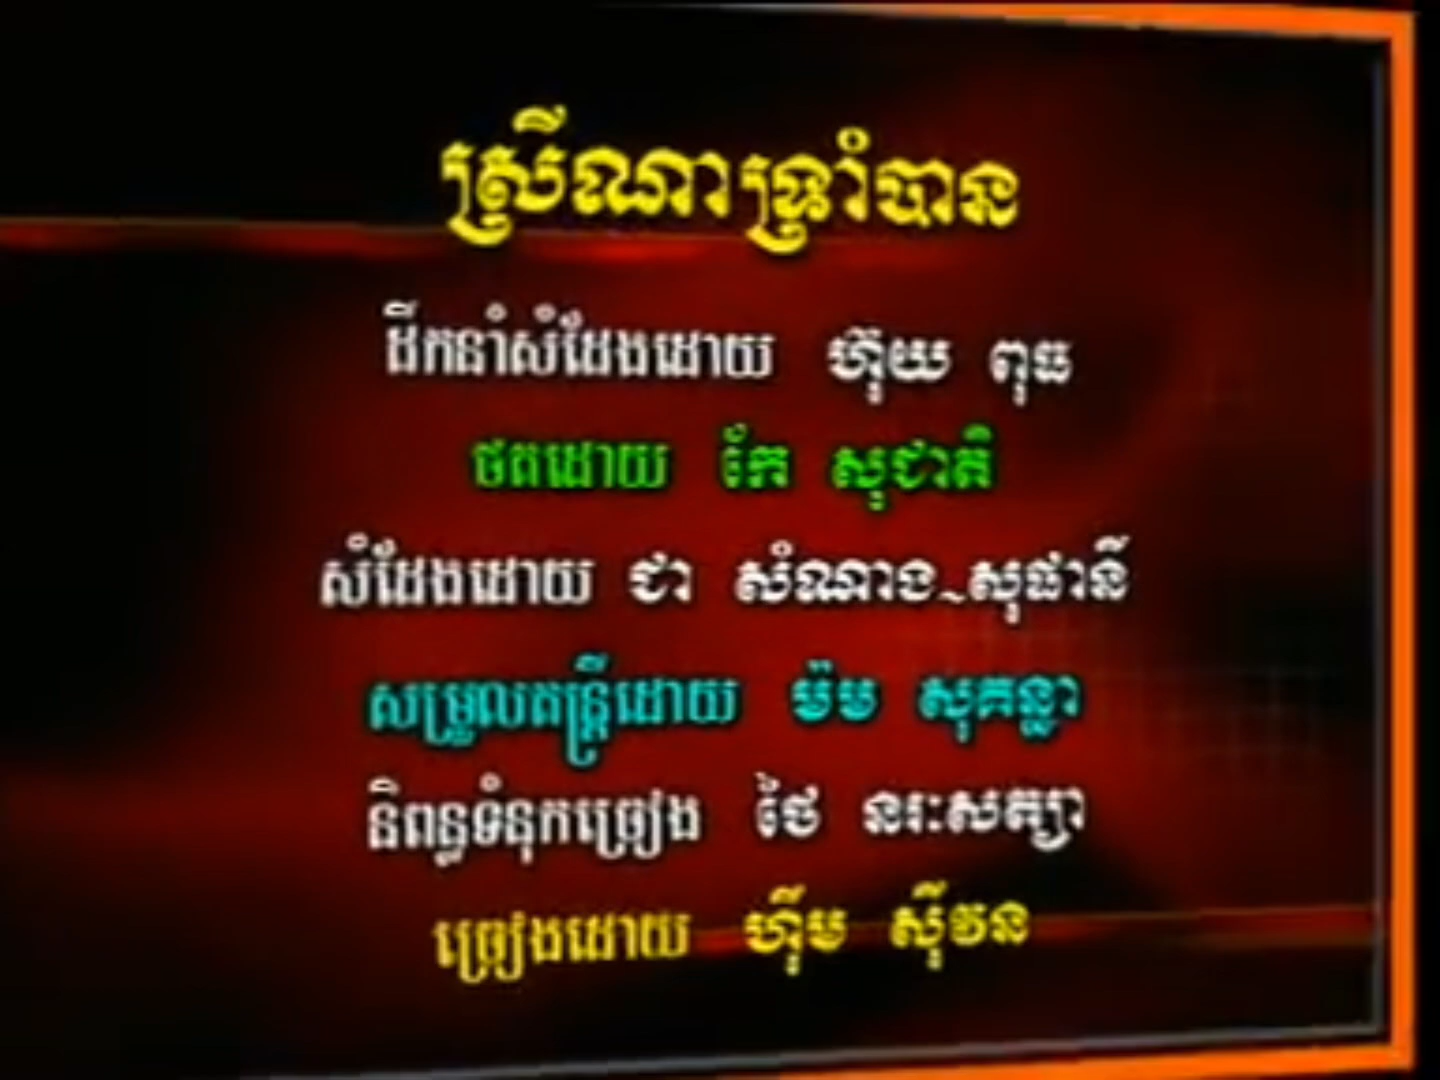 ស្រីណាទ្រាំបាន
ដឹកនាំសំដែងដោយ ហ៊ុយ ពុធ
ថតដោយ កែ សុជាតិ
សំដែងដោយ ជា សំណាង~សុផានី
សម្រួលតន្ត្រីដោយ ម៉ម សុគន្ធា
និពន្ធទំនុកច្រៀង ថៃ នរៈសត្យា
ច្រៀងដោយ ហ៊ឹម ស៊ីវន